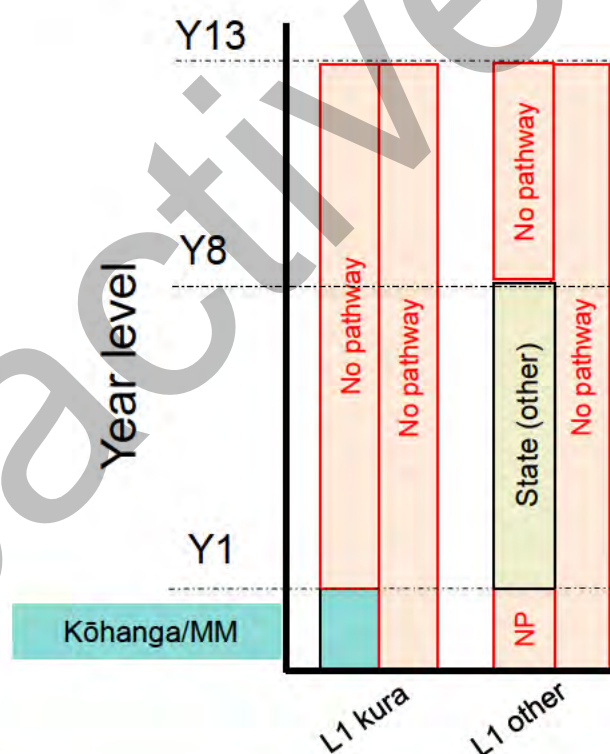 Y13
Y8
Y1
Year level
Kōhanga/MM
No pathway
No pathway
No pathway
State (other)
NP
No pathway
L1 kura
L1 other